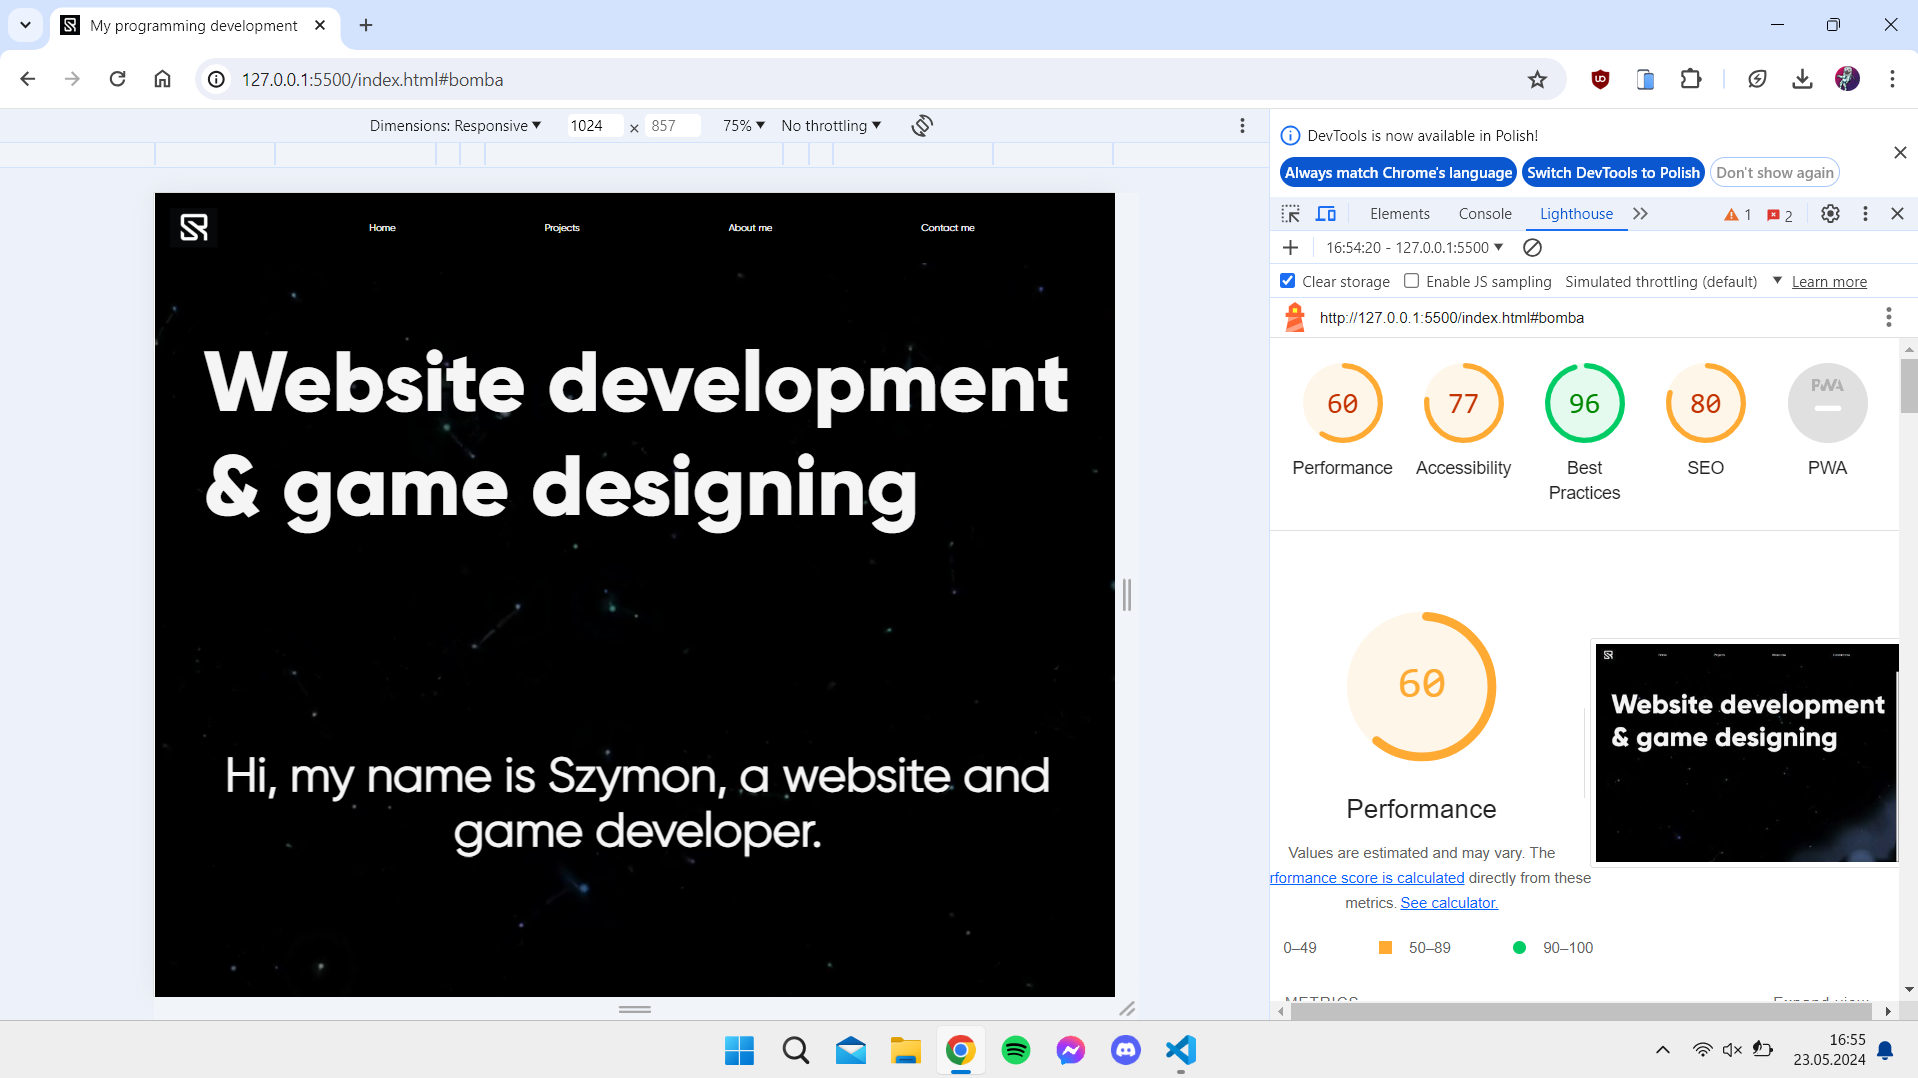 My programming development
127.0.0.1:5500/index.html#bomba
Dimensions: Responsive
1024
×
857
75%
No throttling
DevTools is now available in Polish!
Always match Chrome's language
Switch DevTools to Polish
Don't show again
Elements
Console
Lighthouse
1
2
16:54:20 - 127.0.0.1:5500
Clear storage
Enable JS sampling
Simulated throttling (default)
Learn more
http://127.0.0.1:5500/index.html#bomba
60
77
96
80
PWA
Performance
Accessibility
Best
Practices
SEO
PWA
SR
Home
Projects
About me
Contact me
Website development
& game designing
Hi, my name is Szymon, a website and
game developer.
60
Performance
Values are estimated and may vary. The
rformance score is calculated directly from these
metrics. See calculator.
0–49
50–89
90–100
METRICS
Expand view
Website development
& game designing
16:55
23.05.2024